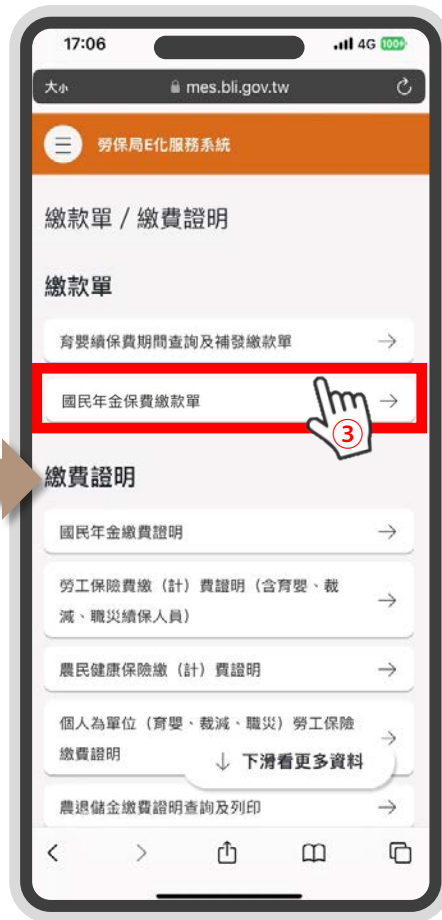 17:06 4G 100+
大小 mes.bli.gov.tw
勞保局E化服務系統
繳款單 / 繳費證明
繳款單
育嬰續保費期間查詢及補發繳款單
國民年金保費繳款單
③
繳費證明
國民年金繳費證明
勞工保險費繳（計）費證明（含育嬰、裁
減、職災續保人員）
農民健康保險繳（計）費證明
個人為單位（育嬰、裁減、職災）勞工保險
繳費證明
下滑看更多資料
農退儲金繳費證明查詢及列印